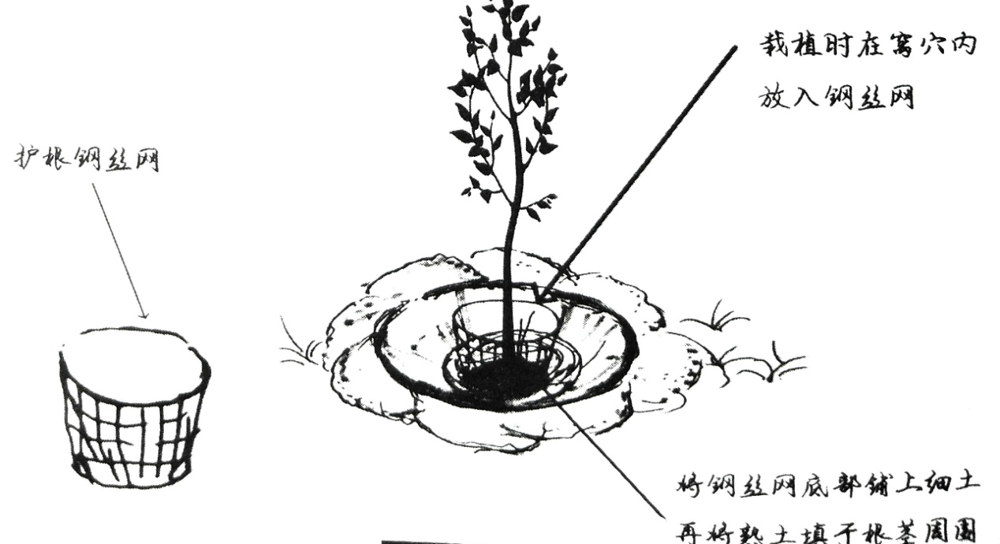 栽植时在窝穴内
放入钢丝网
护根钢丝网
将钢丝网底部铺上细土
再将熟土填于根茎周围